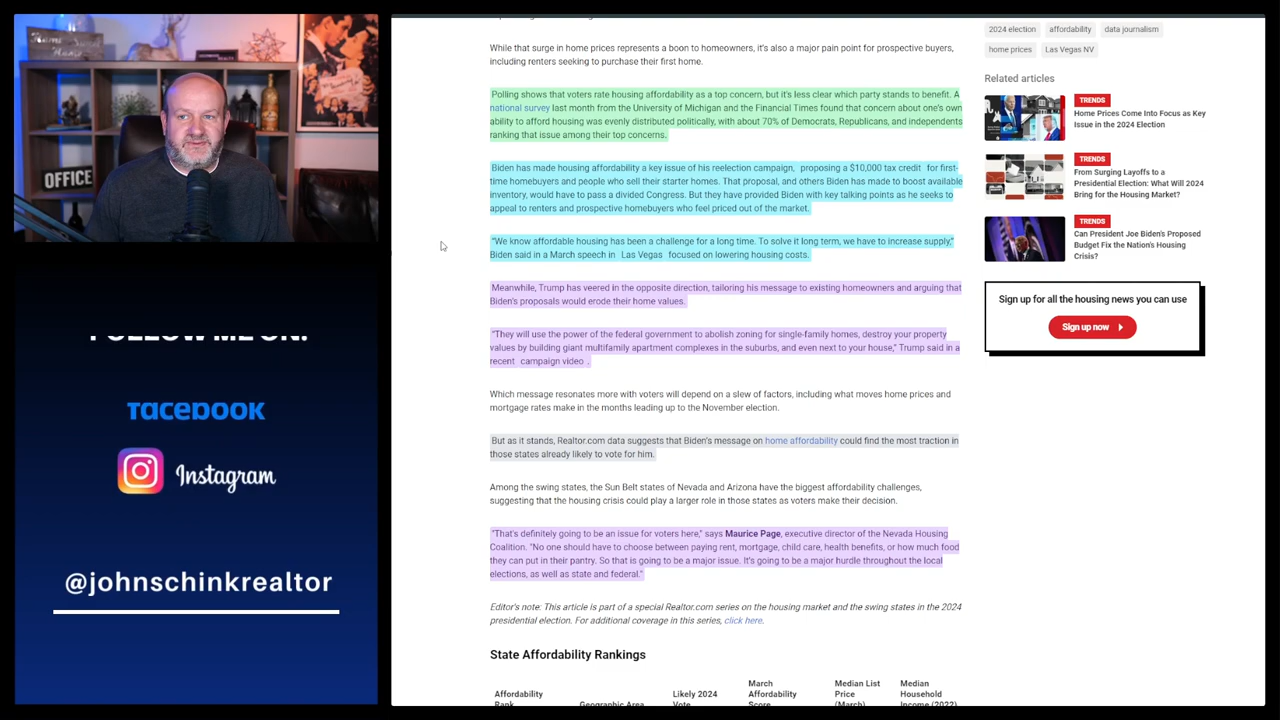 OFFICE
FOLLOW ME ON:
facebook
Instagram
@johnschinkrealtor
While that surge in home prices represents a boon to homeowners, it's also a major pain point for prospective buyers,
including renters seeking to purchase their first home.
Polling shows that voters rate housing affordability as a top concern, but it's less clear which party stands to benefit. A
national survey last month from the University of Michigan and the Financial Times found that concern about one's own
ability to afford housing was evenly distributed politically, with about 70% of Democrats, Republicans, and independents
ranking that issue among their top concerns.
Biden has made housing affordability a key issue of his reelection campaign, proposing a $10,000 tax credit for first-
time homebuyers and people who sell their starter homes. That proposal, and others Biden has made to boost available
inventory, would have to pass a divided Congress. But they have provided Biden with key talking points as he seeks to
appeal to renters and prospective homebuyers who feel priced out of the market.
"We know affordable housing has been a challenge for a long time. To solve it long term, we have to increase supply,"
Biden said in a March speech in Las Vegas focused on lowering housing costs.
Meanwhile, Trump has veered in the opposite direction, tailoring his message to existing homeowners and arguing that
Biden's proposals would erode their home values.
"They will use the power of the federal government to abolish zoning for single-family homes, destroy your property
values by building giant multifamily apartment complexes in the suburbs, and even next to your house," Trump said in a
recent campaign video .
Which message resonates more with voters will depend on a slew of factors, including what moves home prices and
mortgage rates make in the months leading up to the November election.
But as it stands, Realtor.com data suggests that Biden's message on home affordability could find the most traction in
those states already likely to vote for him.
Among the swing states, the Sun Belt states of Nevada and Arizona have the biggest affordability challenges,
suggesting that the housing crisis could play a larger role in those states as voters make their decision.
"That's definitely going to be an issue for voters here," says Maurice Page, executive director of the Nevada Housing
Coalition. "No one should have to choose between paying rent, mortgage, child care, health benefits, or how much food
they can put in their pantry. So that is going to be a major issue. It's going to be a major hurdle throughout the local
elections, as well as state and federal."
Editor's note: This article is part of a special Realtor.com series on the housing market and the swing states in the 2024
presidential election. For additional coverage in this series, click here.
State Affordability Rankings
Affordability
Rank
Geographic Area
Likely 2024
Vote
March
Affordability
Score
Median List
Price
(March)
Median
Household
Income (2022)
2024 election
affordability
data journalism
home prices
Las Vegas NV
Related articles
TRENDS
Home Prices Come Into Focus as Key
Issue in the 2024 Election
TRENDS
From Surging Layoffs to a
Presidential Election: What Will 2024
Bring for the Housing Market?
TRENDS
Can President Joe Biden's Proposed
Budget Fix the Nation's Housing
Crisis?
Sign up for all the housing news you can use
Sign up now